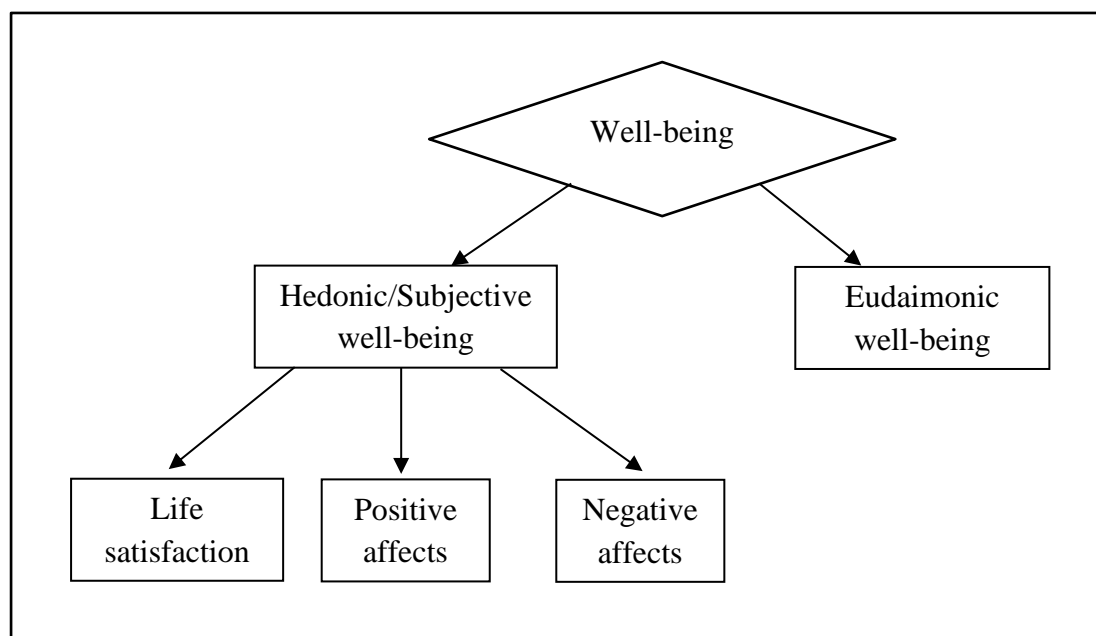 Well-being
Hedonic/Subjective
well-being
Eudaimonic
well-being
Life
satisfaction
Positive
affects
Negative
affects